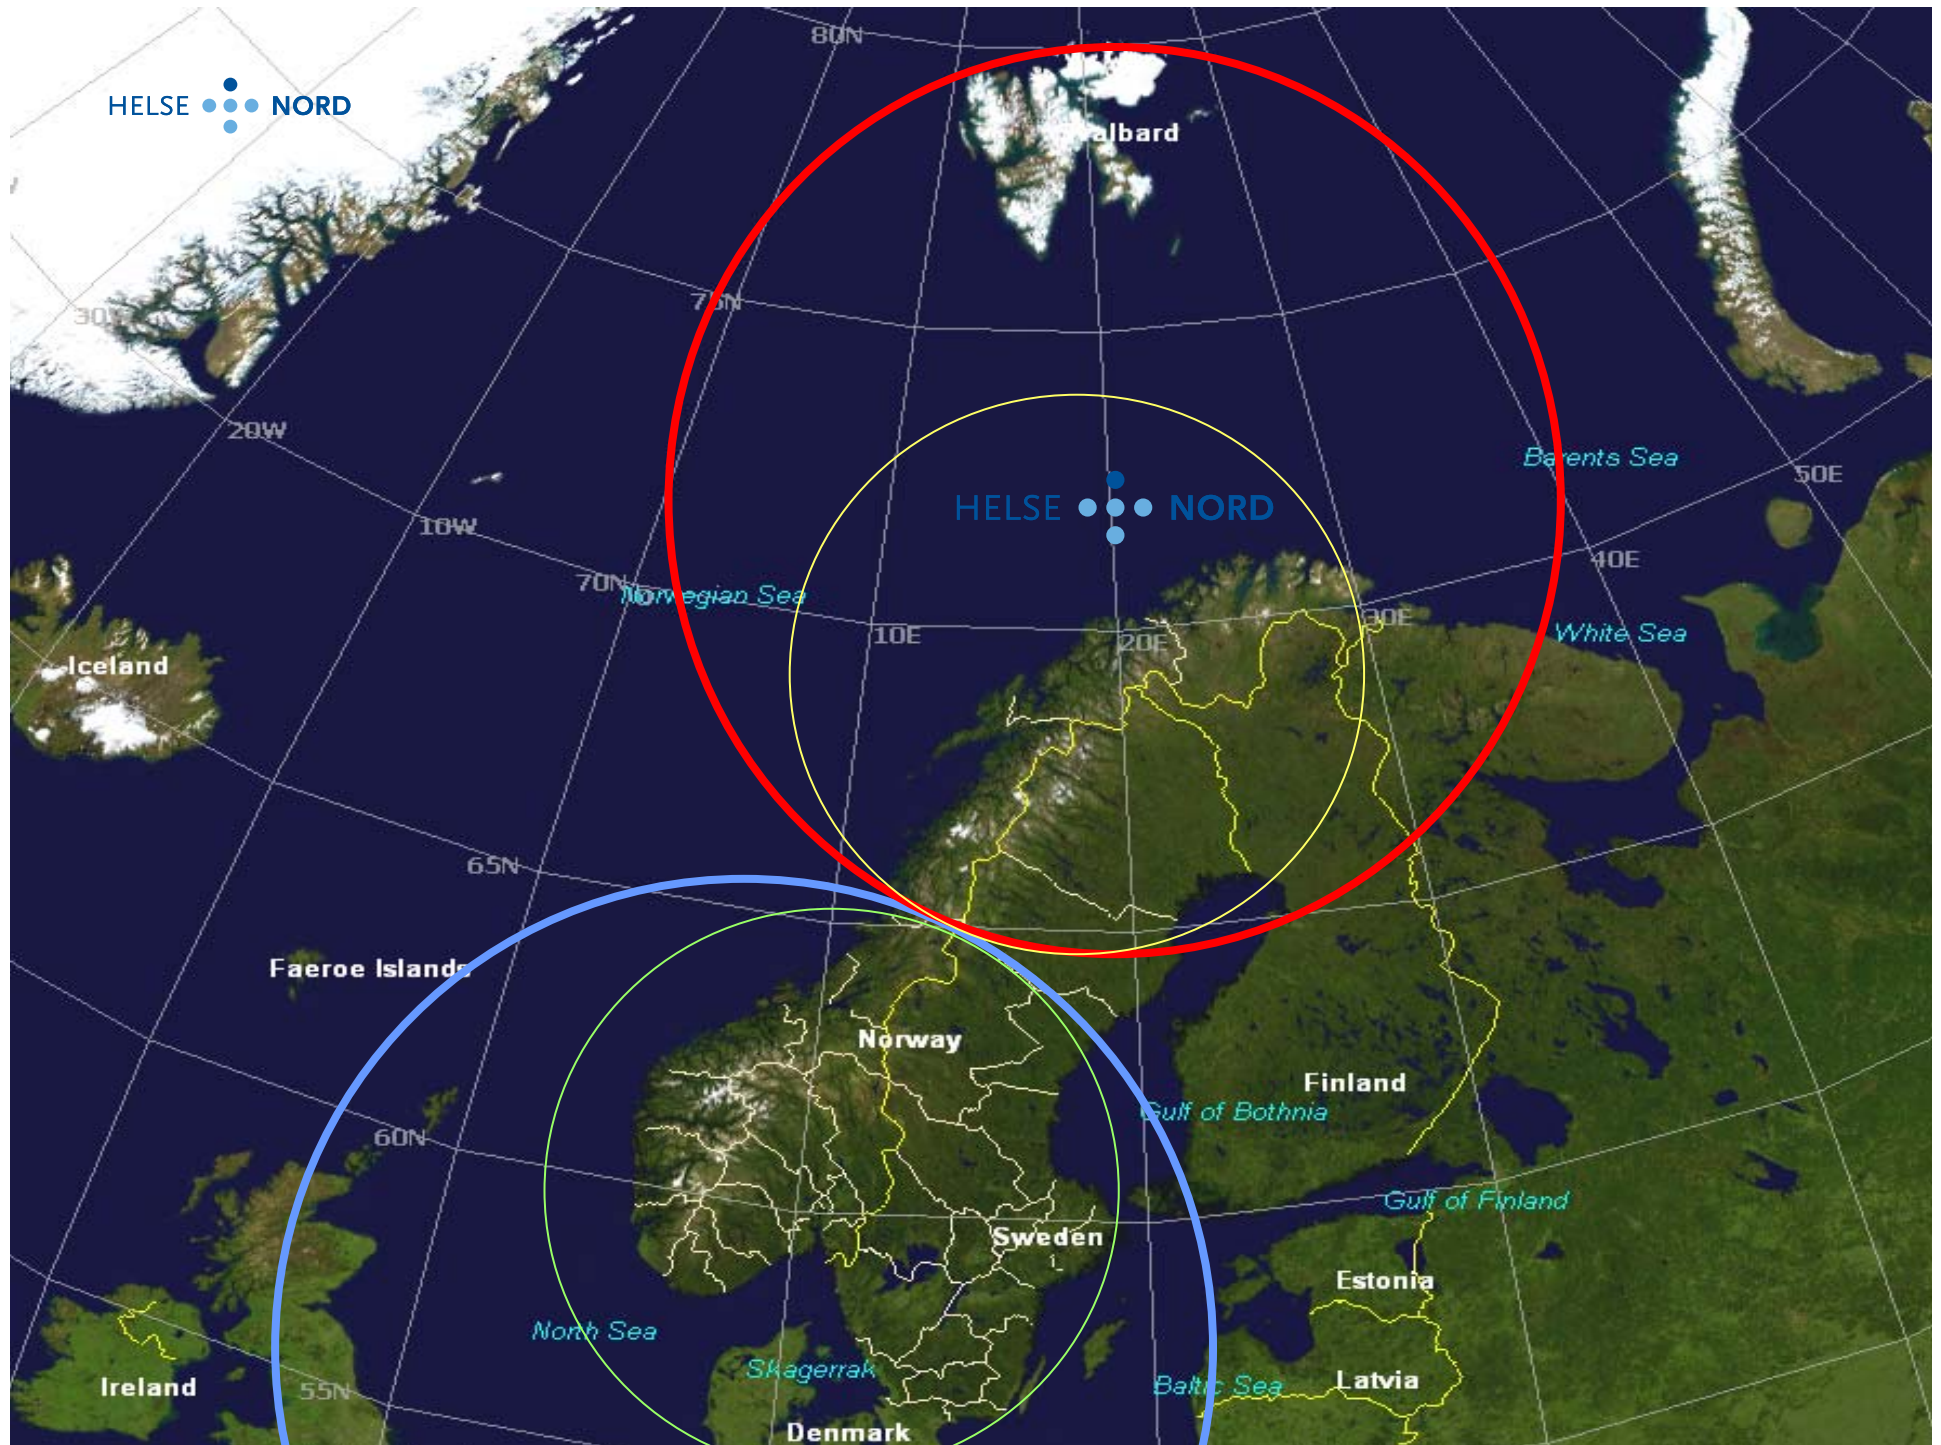 80N
HELSE NORD
albard
75N
30W
20W
Barents Sea
50E
HELSE NORD
10W
40E
70N
Norwegian Sea
0
30E
10E
20E
White Sea
Iceland
65N
Faeroe Islands
Norway
Finland
Gulf of Bothnia
60N
Gulf of Finland
Sweden
Estonia
North Sea
Skagerrak
Latvia
Baltic Sea
Ireland
55N
Denmark